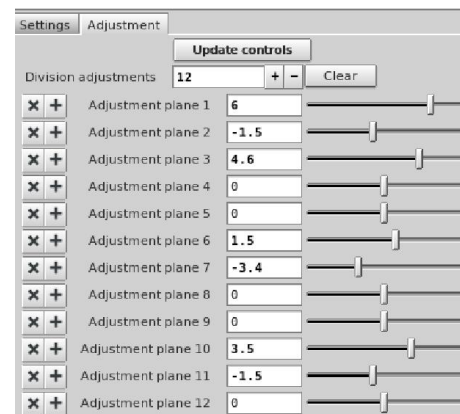 Settings Adjustment
Update controls
Division adjustments 12 + - Clear
× + Adjustment plane 1 6
× + Adjustment plane 2 -1.5
× + Adjustment plane 3 4.6
× + Adjustment plane 4 0
× + Adjustment plane 5 0
× + Adjustment plane 6 1.5
× + Adjustment plane 7 -3.4
× + Adjustment plane 8 0
× + Adjustment plane 9 0
× + Adjustment plane 10 3.5
× + Adjustment plane 11 -1.5
× + Adjustment plane 12 0